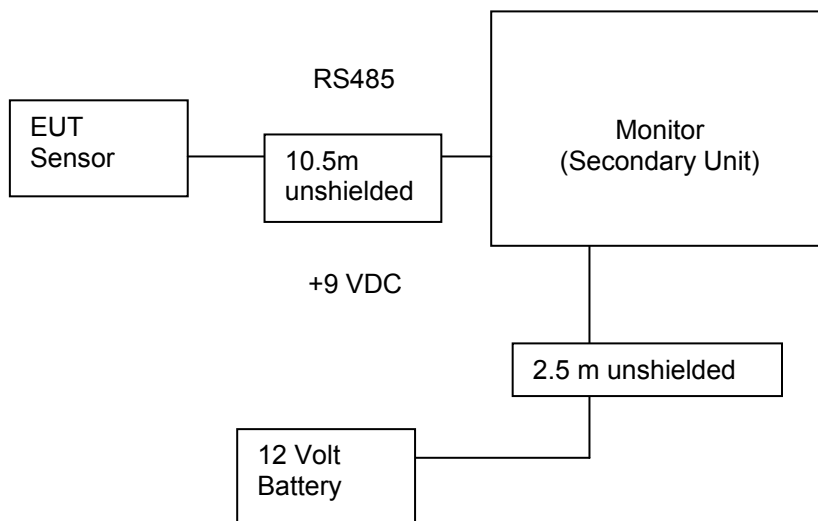 RS485
EUT
Sensor
10.5m
unshielded
Monitor
(Secondary Unit)
+9 VDC
2.5 m unshielded
12 Volt
Battery